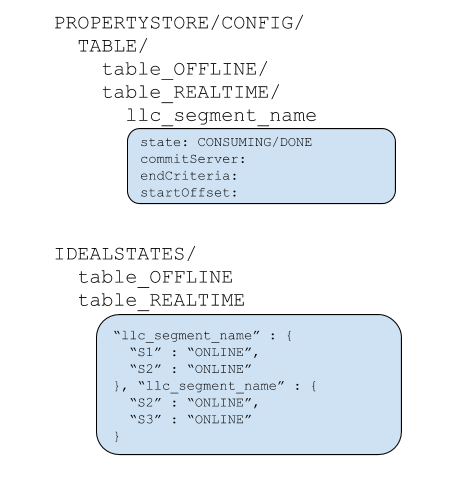 PROPERTYSTORE/CONFIG/
TABLE/
table_OFFLINE/
table_REALTIME/
llc_segment_name
state: CONSUMING/DONE
commitServer:
endCriteria:
startOffset:
IDEALSTATES/
table_OFFLINE
table_REALTIME
“llc_segment_name” : {
“S1” : “ONLINE”,
“S2” : “ONLINE”
}, “llc_segment_name” : {
“S2” : “ONLINE”,
“S3” : “ONLINE”
}